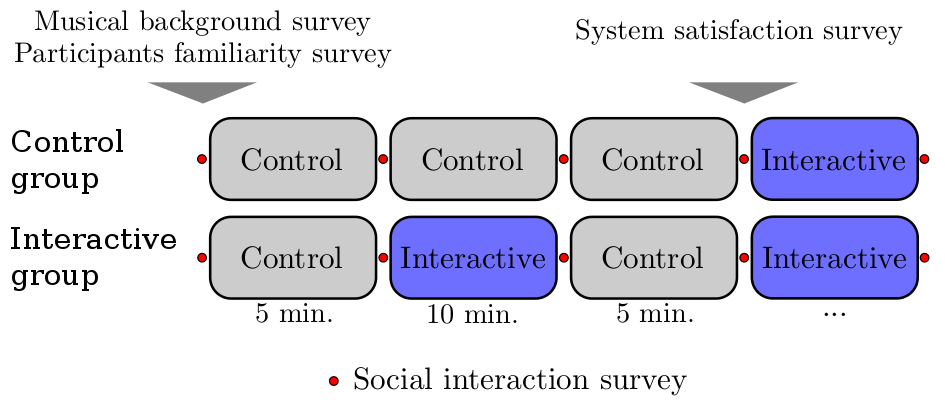 Musical background survey
Participants familiarity survey
System satisfaction survey
Control
group
Control
Control
Control
Interactive
Interactive
group
Control
Interactive
Control
Interactive
5 min.
10 min.
5 min.
...
Social interaction survey